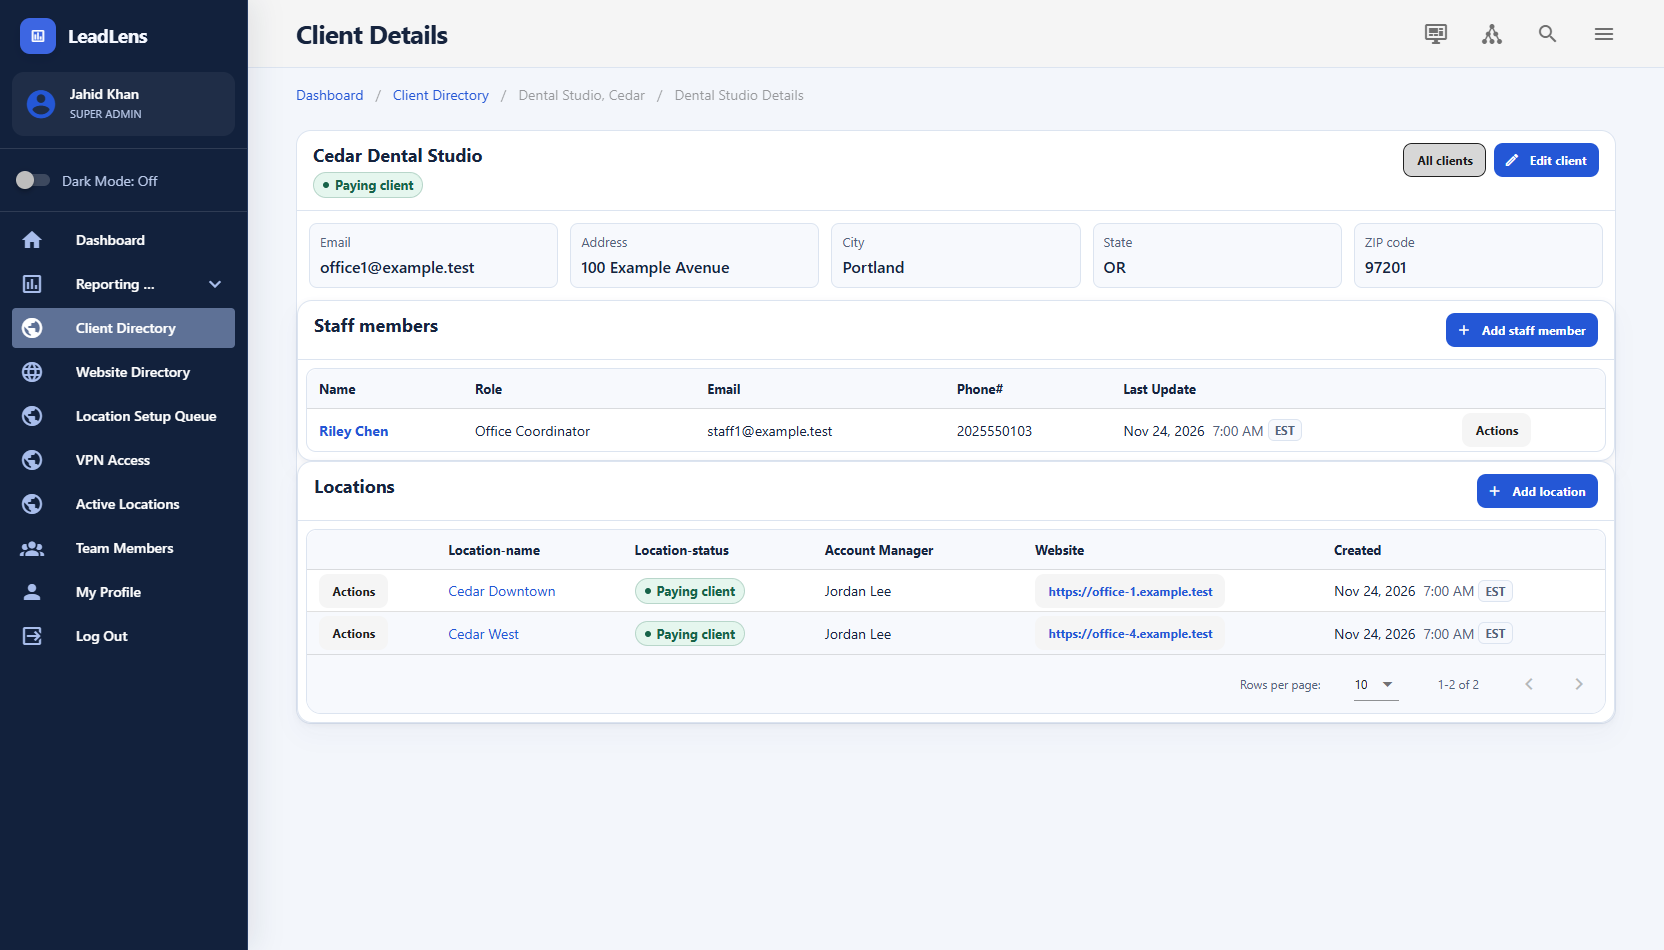 LeadLens
Jahid Khan
SUPER ADMIN
Dark Mode: Off
Dashboard
Reporting ...
Client Directory
Website Directory
Location Setup Queue
VPN Access
Active Locations
Team Members
My Profile
Log Out
Client Details
Dashboard / Client Directory / Dental Studio, Cedar / Dental Studio Details
Cedar Dental Studio
Paying client
All clients
Edit client
Email
office1@example.test
Address
100 Example Avenue
City
Portland
State
OR
ZIP code
97201
Staff members
Add staff member
Name Role Email Phone# Last Update
Riley Chen Office Coordinator staff1@example.test 2025550103 Nov 24, 2026 7:00 AM EST Actions
Locations
Add location
Location-name Location-status Account Manager Website Created
Actions Cedar Downtown Paying client Jordan Lee https://office-1.example.test Nov 24, 2026 7:00 AM EST
Actions Cedar West Paying client Jordan Lee https://office-4.example.test Nov 24, 2026 7:00 AM EST
Rows per page: 10 1-2 of 2